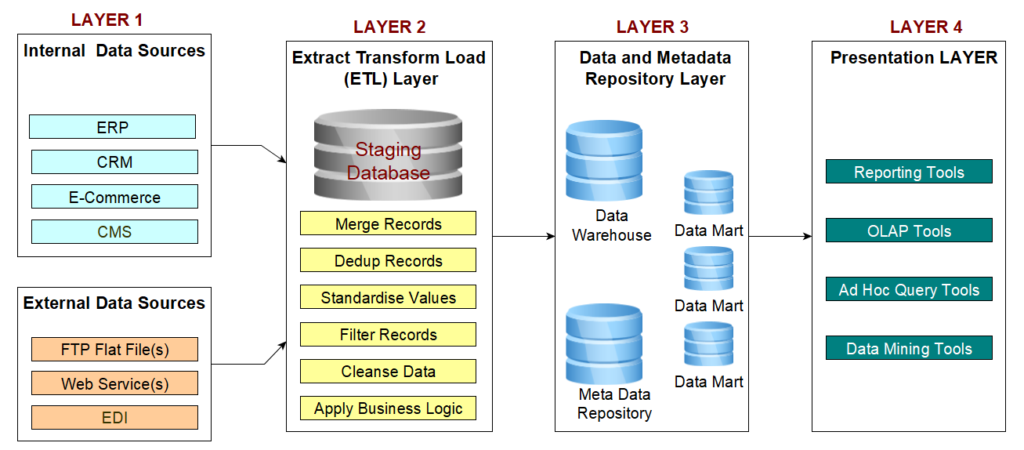 LAYER 1
Internal Data Sources
ERP
CRM
E-Commerce
CMS
External Data Sources
FTP Flat File(s)
Web Service(s)
EDI
LAYER 2
Extract Transform Load
(ETL) Layer
Staging
Database
Merge Records
Dedup Records
Standardise Values
Filter Records
Cleanse Data
Apply Business Logic
LAYER 3
Data and Metadata
Repository Layer
Data
Warehouse
Data Mart
Data Mart
Meta Data
Repository
Data Mart
LAYER 4
Presentation LAYER
Reporting Tools
OLAP Tools
Ad Hoc Query Tools
Data Mining Tools